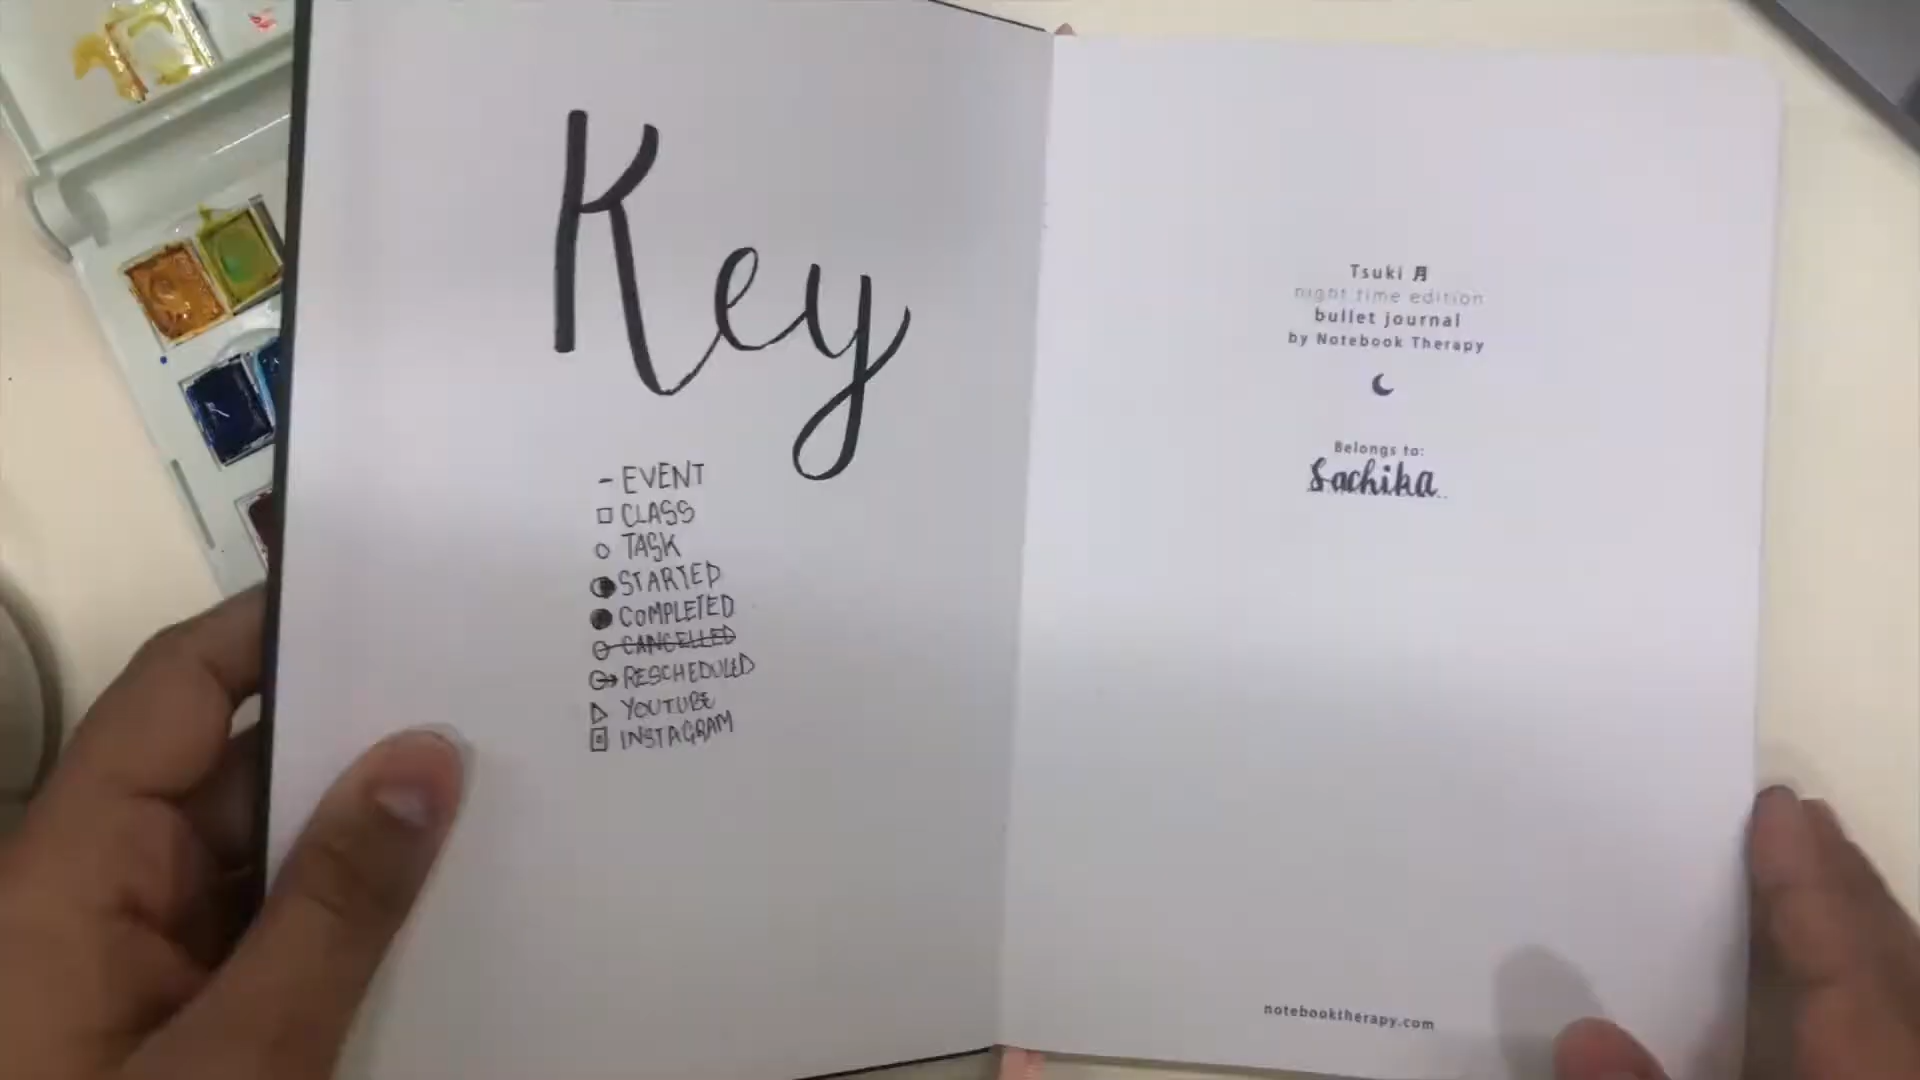 Key
- EVENT
□ CLASS
○ TASK
◑ STARTED
● COMPLETED
CANCELLED
RESCHEDULED
▷ YOUTUBE
INSTAGRAM
Tsuki 月
night time edition
bullet journal
by Notebook Therapy
Belongs to:
Sachika
notebooktherapy.com